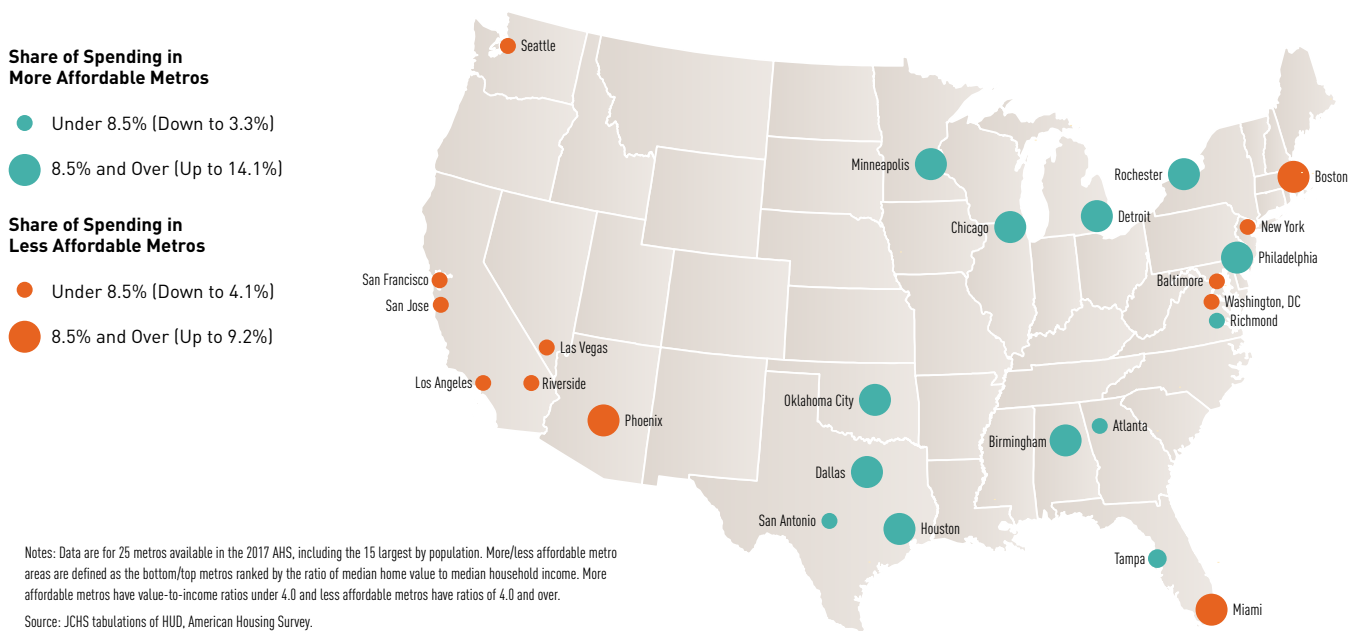 Share of Spending in
More Affordable Metros
Under 8.5% (Down to 3.3%)
8.5% and Over (Up to 14.1%)
Share of Spending in
Less Affordable Metros
Under 8.5% (Down to 4.1%)
8.5% and Over (Up to 9.2%)
Seattle
Minneapolis
Rochester
Boston
Chicago
Detroit
New York
Philadelphia
San Francisco
Baltimore
San Jose
Washington, DC
Richmond
Las Vegas
Los Angeles
Riverside
Oklahoma City
Phoenix
Atlanta
Birmingham
Dallas
San Antonio
Houston
Tampa
Miami
Notes: Data are for 25 metros available in the 2017 AHS, including the 15 largest by population. More/less affordable metro
areas are defined as the bottom/top metros ranked by the ratio of median home value to median household income. More
affordable metros have value-to-income ratios under 4.0 and less affordable metros have ratios of 4.0 and over.
Source: JCHS tabulations of HUD, American Housing Survey.